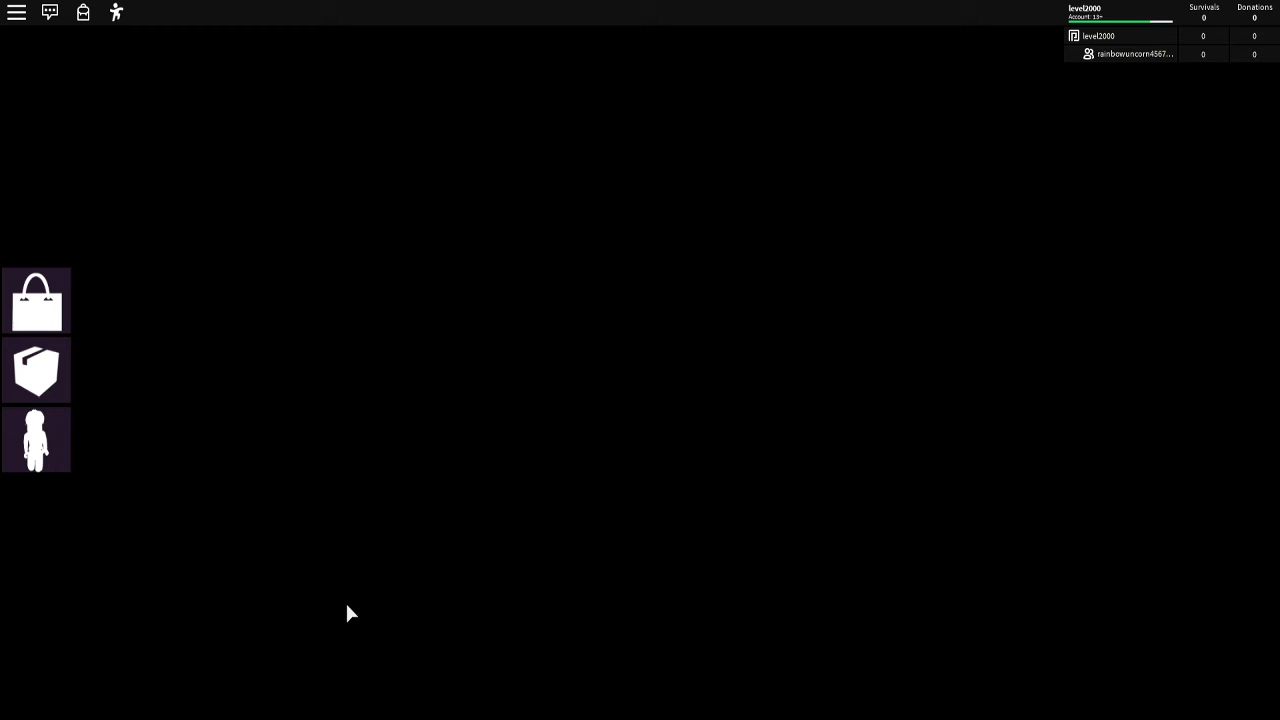 level2000 Survivals Donations
Account: 13+ 0 0
level2000 0 0
rainbowuncorn4567... 0 0